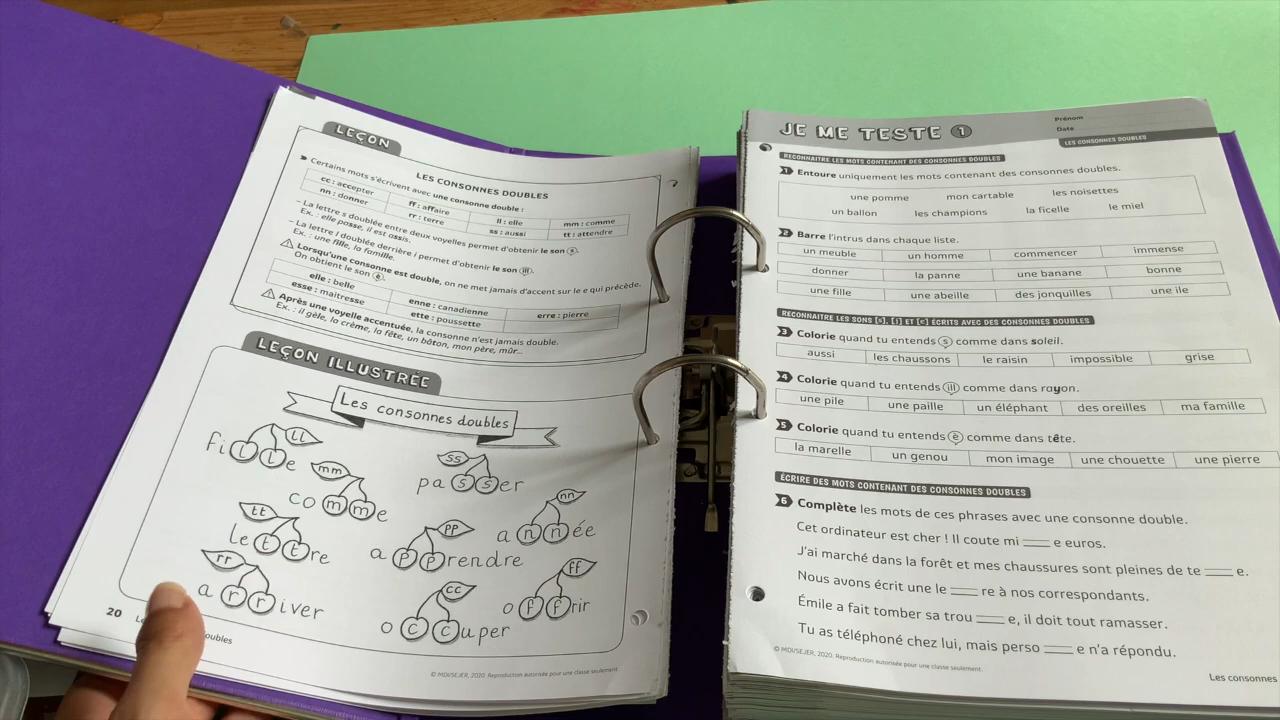 LEÇON
LES CONSONNES DOUBLES
Certains mots s'écrivent avec une consonne double :
cc : accepter ff : affaire ll : elle mm : comme
nn : donner rr : terre ss : aussi tt : attendre
– La lettre s doublée entre deux voyelles permet d'obtenir le son s.
Ex. : elle passe, il est assis.
– La lettre l doublée derrière i permet d'obtenir le son ill.
Ex. : une fille, la famille.
Lorsqu'une consonne est double, on ne met jamais d'accent sur le e qui précède.
On obtient le son è.
elle : belle enne : canadienne erre : pierre
esse : maitresse ette : poussette
Après une voyelle accentuée, la consonne n'est jamais double.
Ex. : il gèle, la crème, la fête, un bâton, mon père, mûr...
LEÇON ILLUSTRÉE
Les consonnes doubles
ll
fille
mm
comme
ss
passer
tt
lettre
pp
apprendre
nn
année
rr
arriver
cc
occuper
ff
offrir
20 Le
oubles
© MDI/SEJER, 2020. Reproduction autorisée pour une classe seulement.
JE ME TESTE 1
Prénom
Date
LES CONSONNES DOUBLES
RECONNAITRE LES MOTS CONTENANT DES CONSONNES DOUBLES
1 Entoure uniquement les mots contenant des consonnes doubles.
une pomme mon cartable les noisettes
un ballon les champions la ficelle le miel
2 Barre l'intrus dans chaque liste.
un meuble un homme commencer immense
donner la panne une banane bonne
une fille une abeille des jonquilles une ile
RECONNAITRE LES SONS [s], [j] ET [ɛ] ÉCRITS AVEC DES CONSONNES DOUBLES
3 Colorie quand tu entends s comme dans soleil.
aussi les chaussons le raisin impossible grise
4 Colorie quand tu entends ill comme dans rayon.
une pile une paille un éléphant des oreilles ma famille
5 Colorie quand tu entends è comme dans tête.
la marelle un genou mon image une chouette une pierre
ÉCRIRE DES MOTS CONTENANT DES CONSONNES DOUBLES
6 Complète les mots de ces phrases avec une consonne double.
Cet ordinateur est cher ! Il coute mi ___ e euros.
J'ai marché dans la forêt et mes chaussures sont pleines de te ___ e.
Nous avons écrit une le ___ re à nos correspondants.
Émile a fait tomber sa trou ___ e, il doit tout ramasser.
Tu as téléphoné chez lui, mais perso ___ e n'a répondu.
© MDI/SEJER, 2020. Reproduction autorisée pour une classe seulement.
Les consonnes